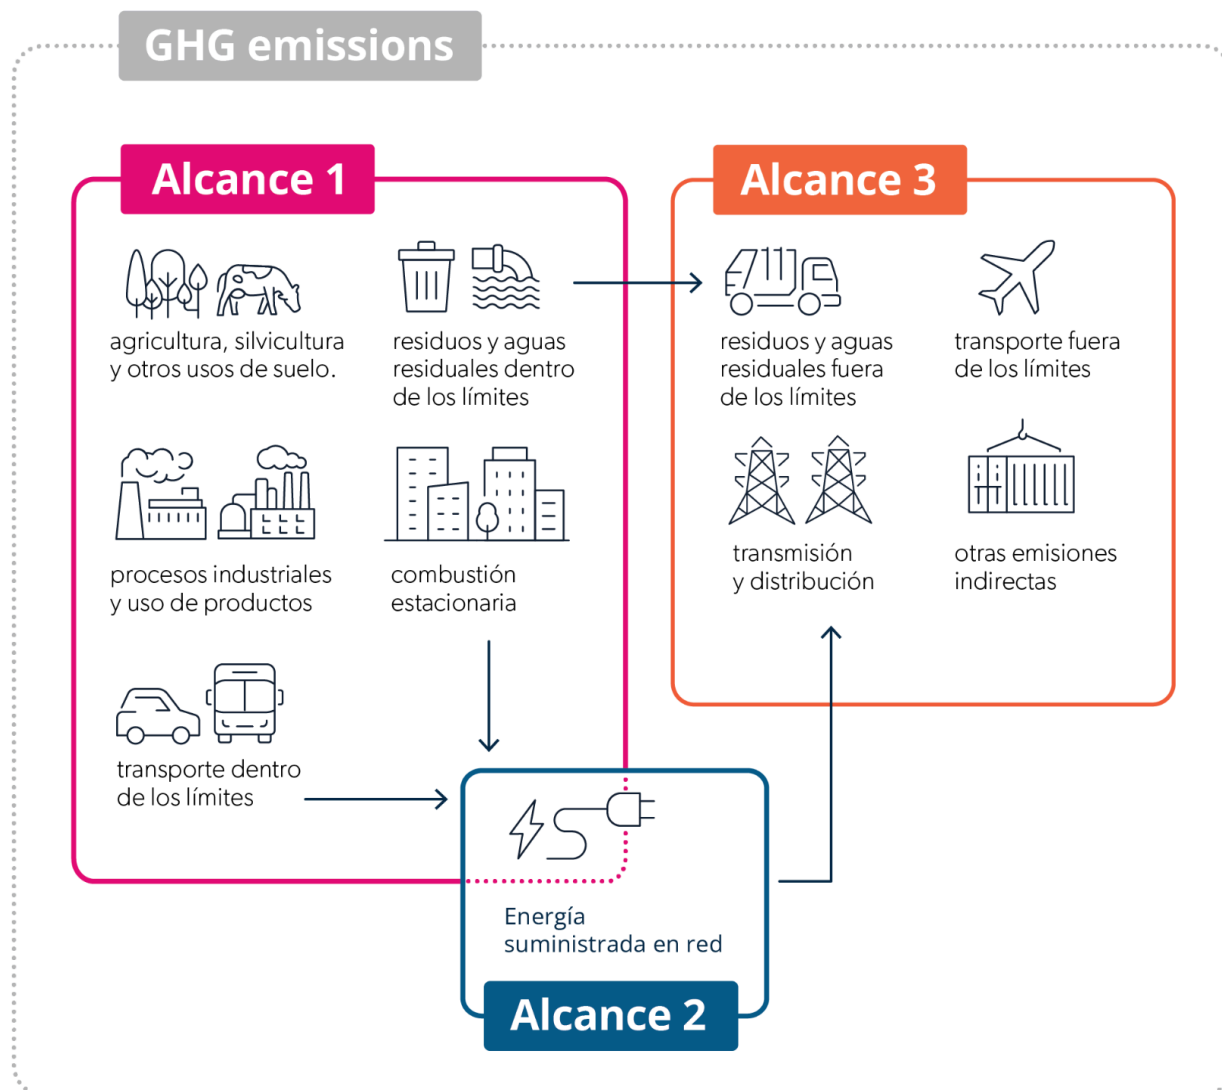 GHG emissions
Alcance 1
agricultura, silvicultura
y otros usos de suelo.
residuos y aguas
residuales dentro
de los límites
procesos industriales
y uso de productos
combustión
estacionaria
transporte dentro
de los límites
Alcance 3
residuos y aguas
residuales fuera
de los límites
transporte fuera
de los límites
transmisión
y distribución
otras emisiones
indirectas
Energía
suministrada en red
Alcance 2